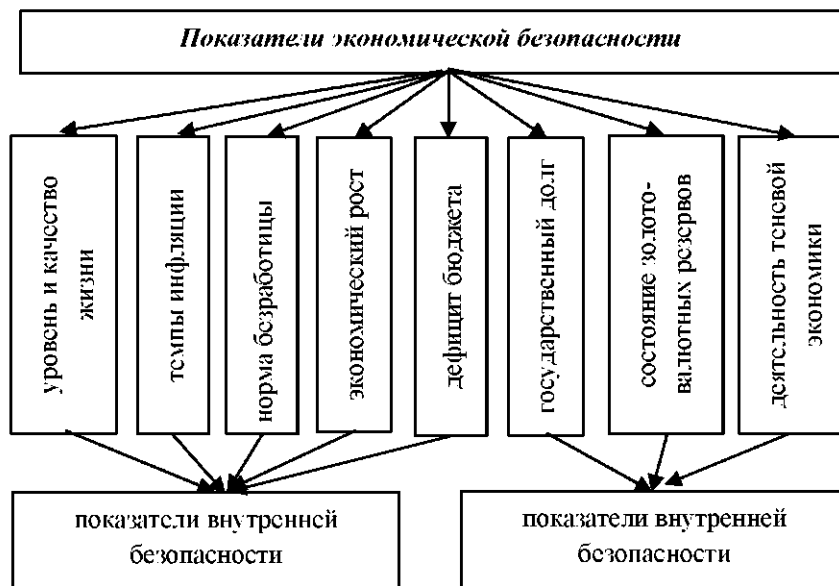 Показатели экономической безопасности
уровень и качество
жизни
темпы инфляции
норма безработицы
экономический рост
дефицит бюджета
государственный долг
состояние золото-
валютных резервов
деятельность теневой
экономики
показатели внутренней
безопасности
показатели внутренней
безопасности